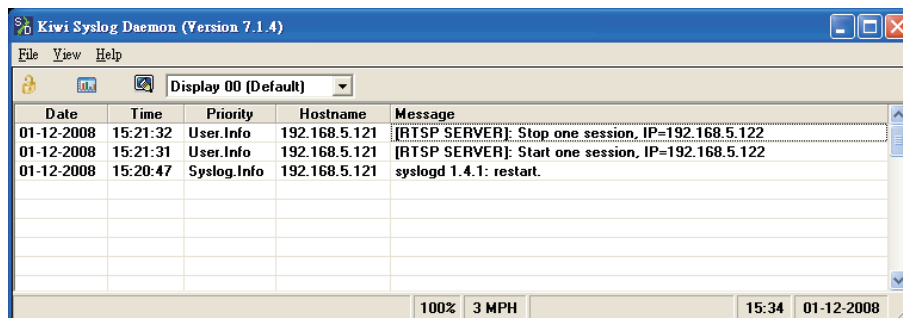 Kiwi Syslog Daemon (Version 7.1.4)
File View Help
Display 00 (Default)
Date Time Priority Hostname Message
01-12-2008 15:21:32 User.Info 192.168.5.121 [RTSP SERVER]: Stop one session, IP=192.168.5.122
01-12-2008 15:21:31 User.Info 192.168.5.121 [RTSP SERVER]: Start one session, IP=192.168.5.122
01-12-2008 15:20:47 Syslog.Info 192.168.5.121 syslogd 1.4.1: restart.
100% 3 MPH 15:34 01-12-2008